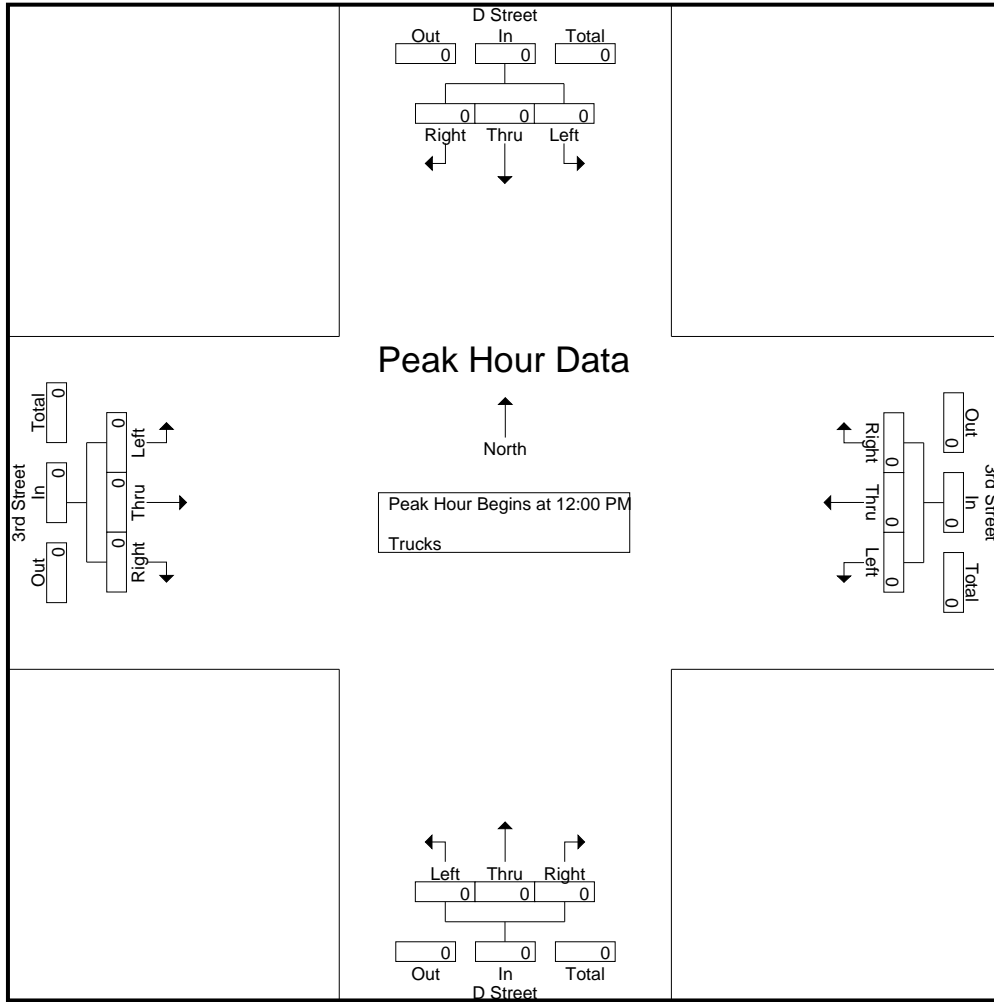 D Street
Out In Total
0 0 0
0 0 0
Right Thru Left
Peak Hour Data
North
Peak Hour Begins at 12:00 PM
Trucks
3rd Street
Total In Out
0 0 0
0 0 0
Left Thru Right
3rd Street
Out In Total
0 0 0
0 0 0
Right Thru Left
Left Thru Right
0 0 0
0 0 0
Out In Total
D Street